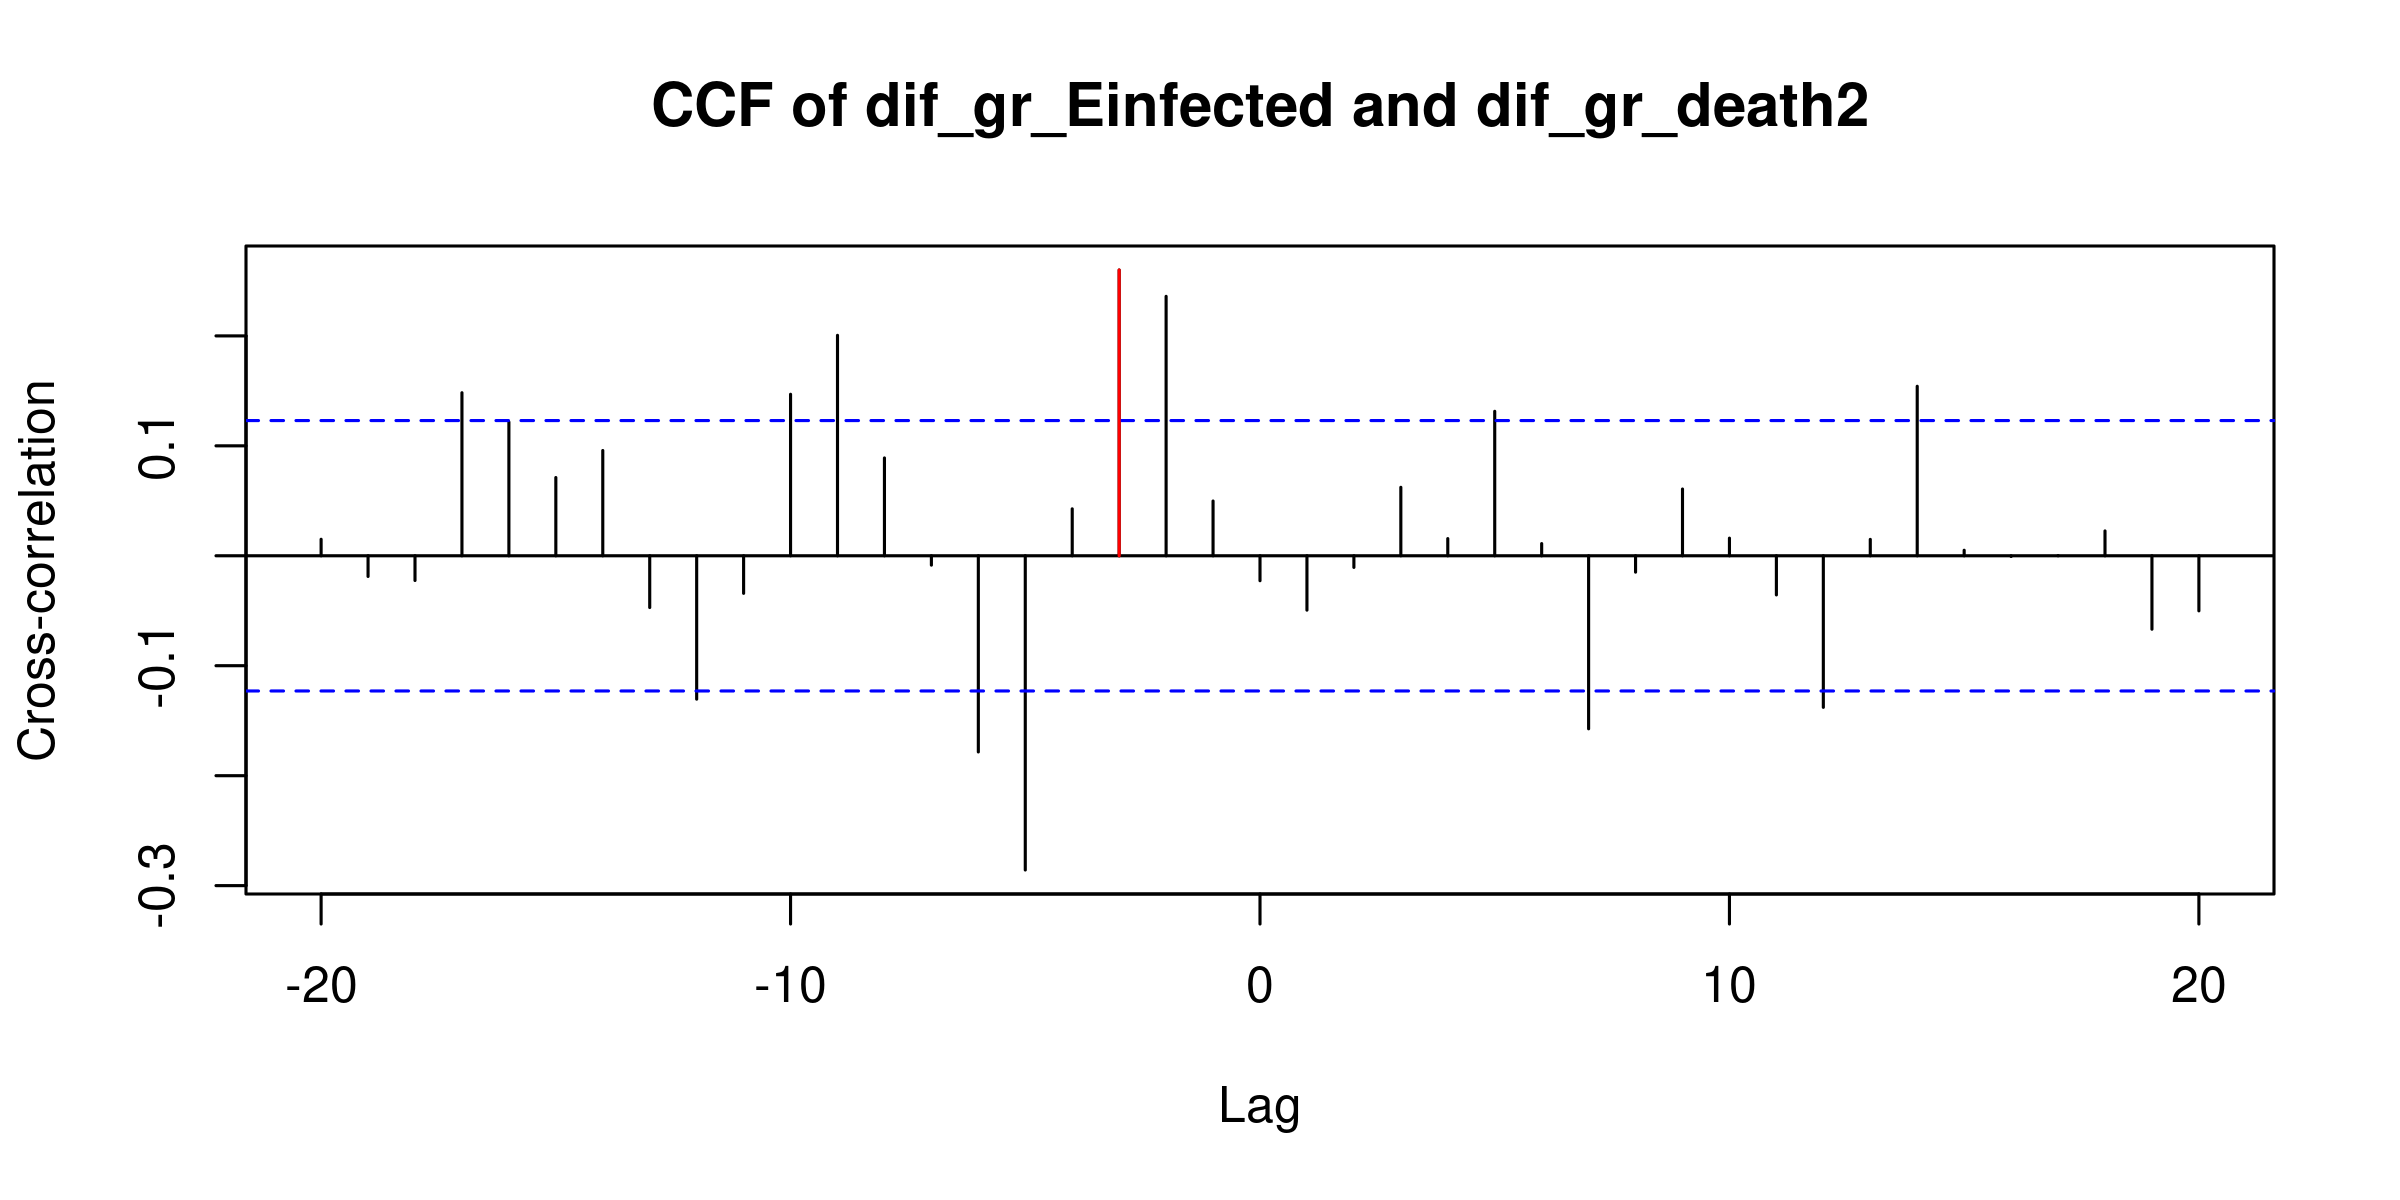 CCF of dif_gr_Einfected and dif_gr_death2
Cross-correlation
0.1
-0.1
-0.3
-20 -10 0 10 20
Lag